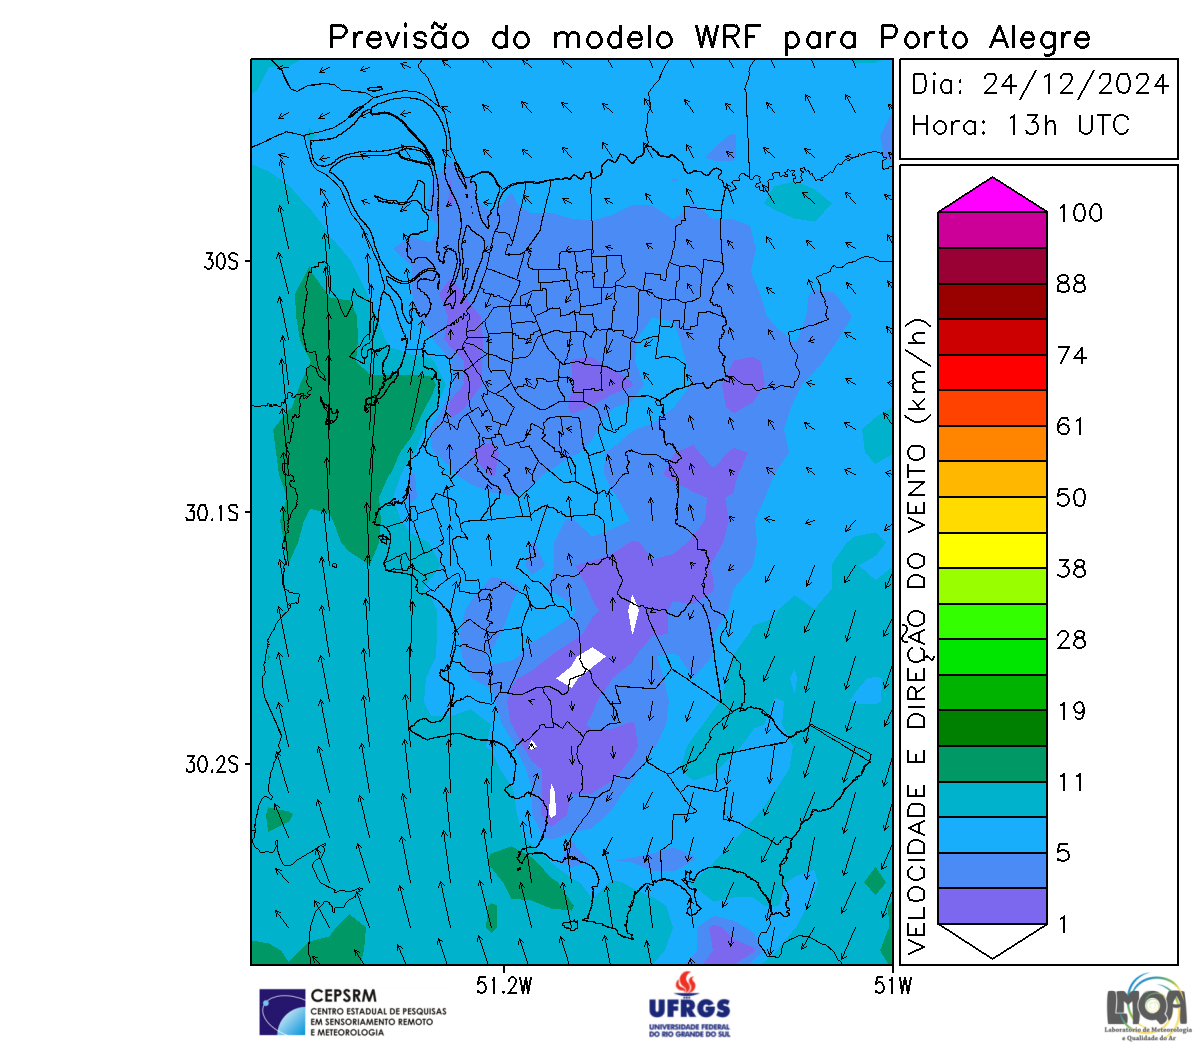 Previsão do modelo WRF para Porto Alegre
Dia: 24/12/2024
Hora: 13h UTC
100
88
74
61
50
38
28
19
11
5
1
VELOCIDADE E DIREÇÃO DO VENTO (km/h)
30S
30.1S
30.2S
51.2W
51W
CEPSRM
CENTRO ESTADUAL DE PESQUISAS
EM SENSORIAMENTO REMOTO
E METEOROLOGIA
UFRGS
UNIVERSIDADE FEDERAL
DO RIO GRANDE DO SUL
LMQA
Laboratório de Meteorologia
e Qualidade do Ar